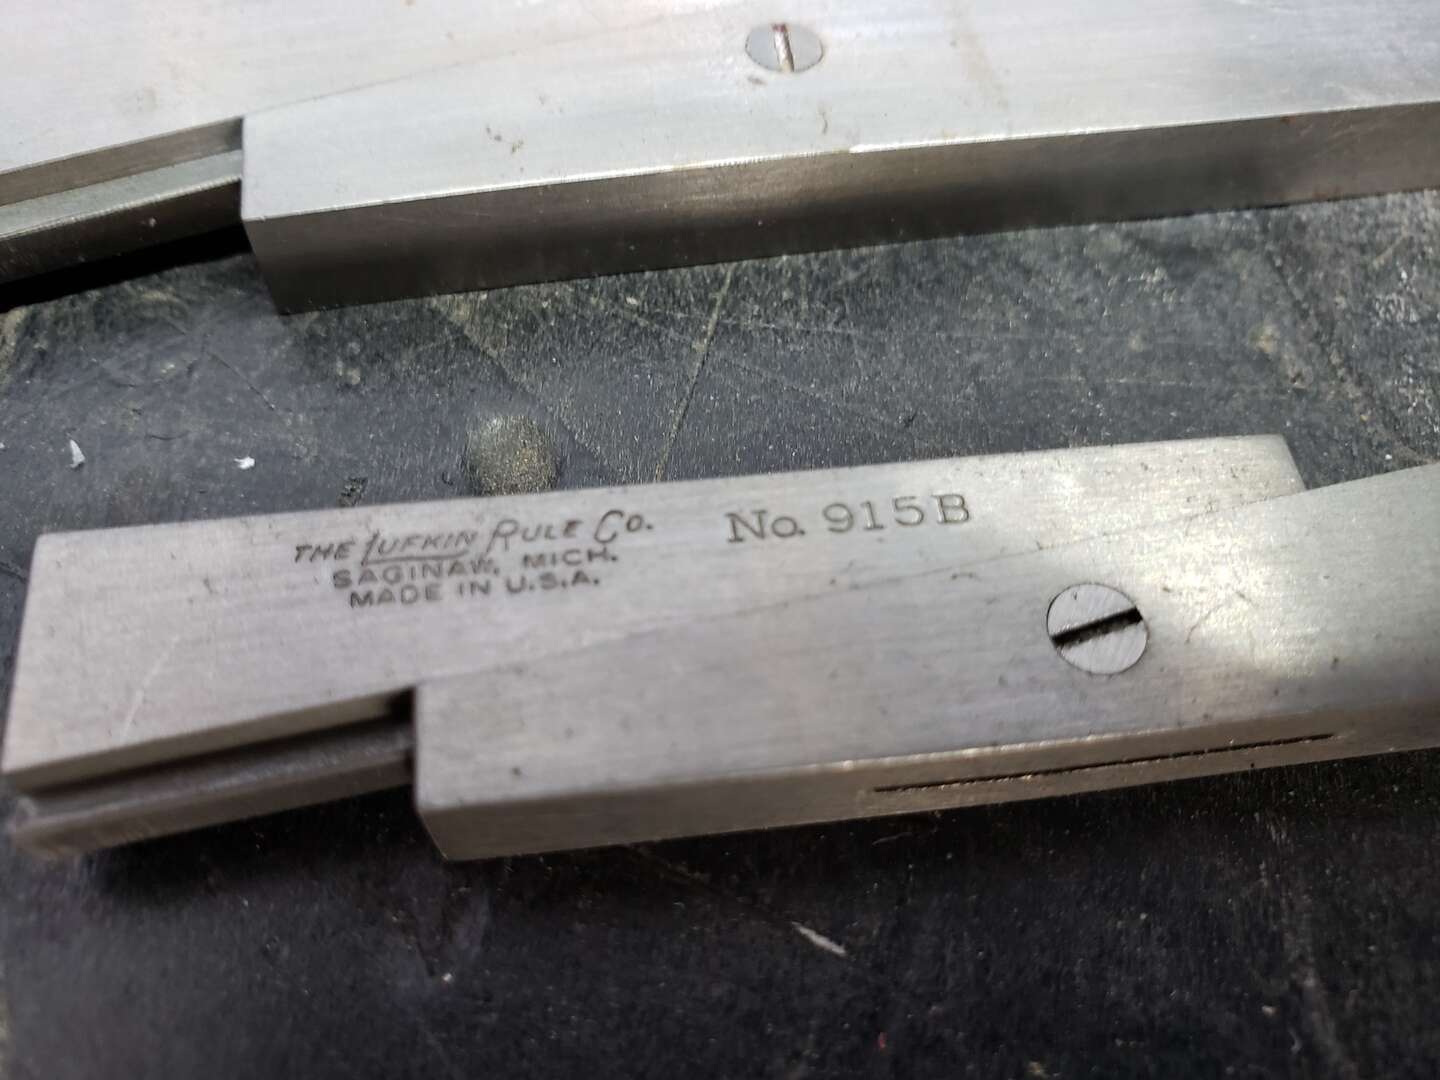 THE LUFKIN RULE CO. No. 915B
SAGINAW, MICH.
MADE IN U.S.A.